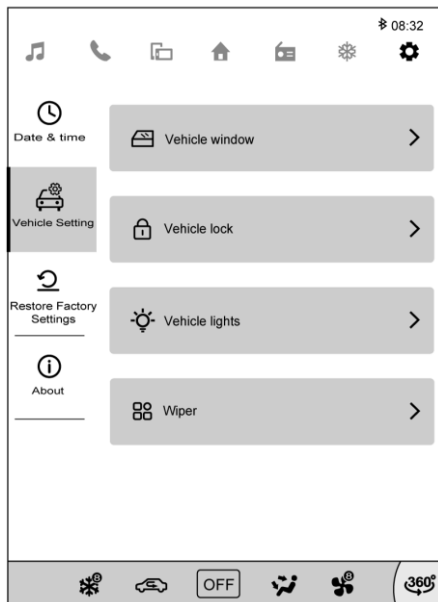 08:32
Date & time
Vehicle window
Vehicle Setting
Vehicle lock
Restore Factory
Settings
Vehicle lights
About
Wiper
OFF
360°